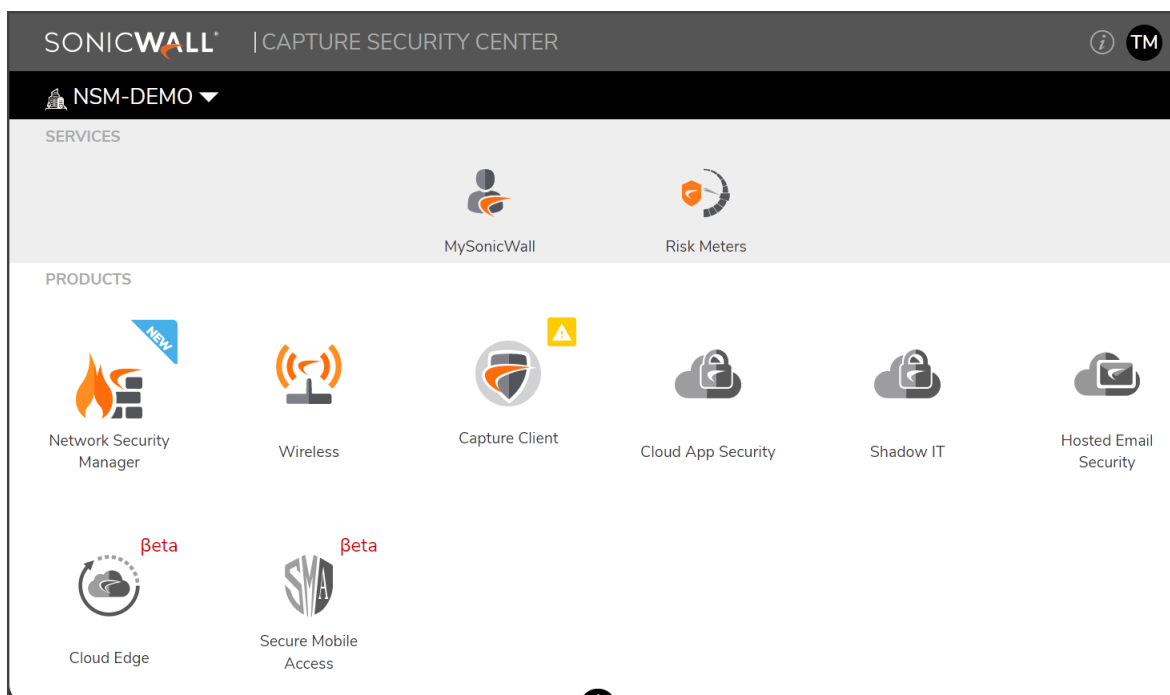 SONICWALL® | CAPTURE SECURITY CENTER
i TM
NSM-DEMO
SERVICES
MySonicWall
Risk Meters
PRODUCTS
NEW
Network Security
Manager
Wireless
Capture Client
Cloud App Security
Shadow IT
Hosted Email
Security
βeta
Cloud Edge
βeta
SMA
Secure Mobile
Access